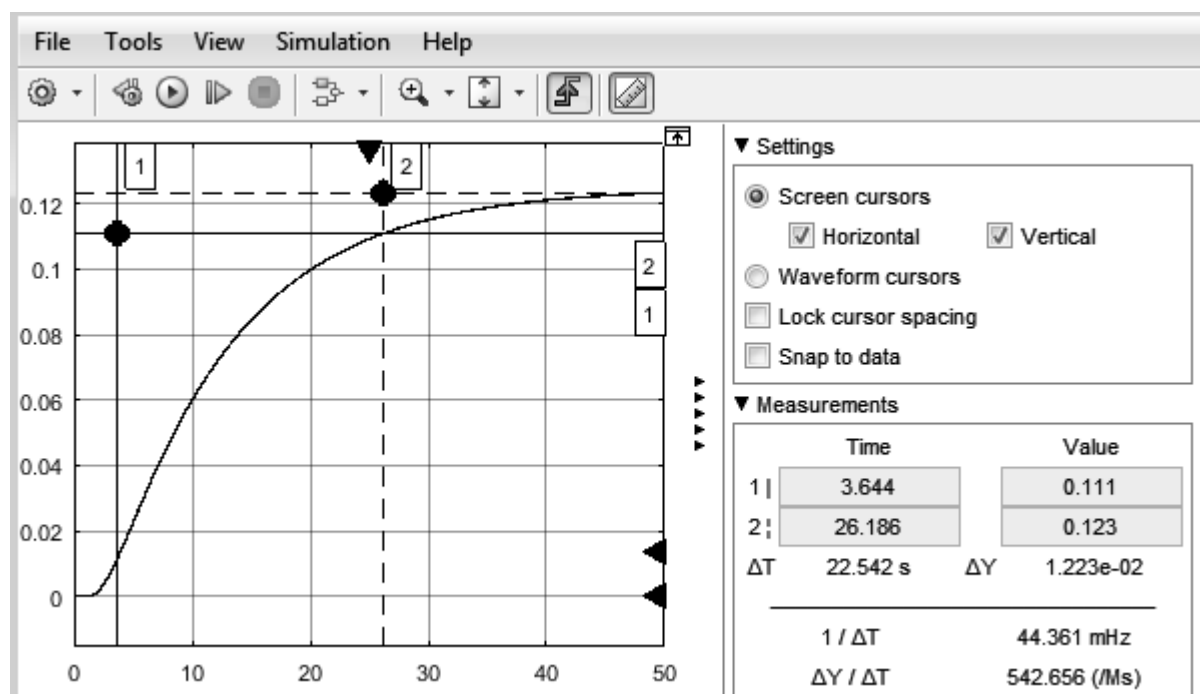 File Tools View Simulation Help
1
2
0.12
0.1
0.08
0.06
0.04
0.02
0
2
1
0 10 20 30 40 50
▼ Settings
Screen cursors
Horizontal Vertical
Waveform cursors
Lock cursor spacing
Snap to data
▼ Measurements
Time Value
1 | 3.644 0.111
2 ¦ 26.186 0.123
ΔT 22.542 s ΔY 1.223e-02
1 / ΔT 44.361 mHz
ΔY / ΔT 542.656 (/Ms)